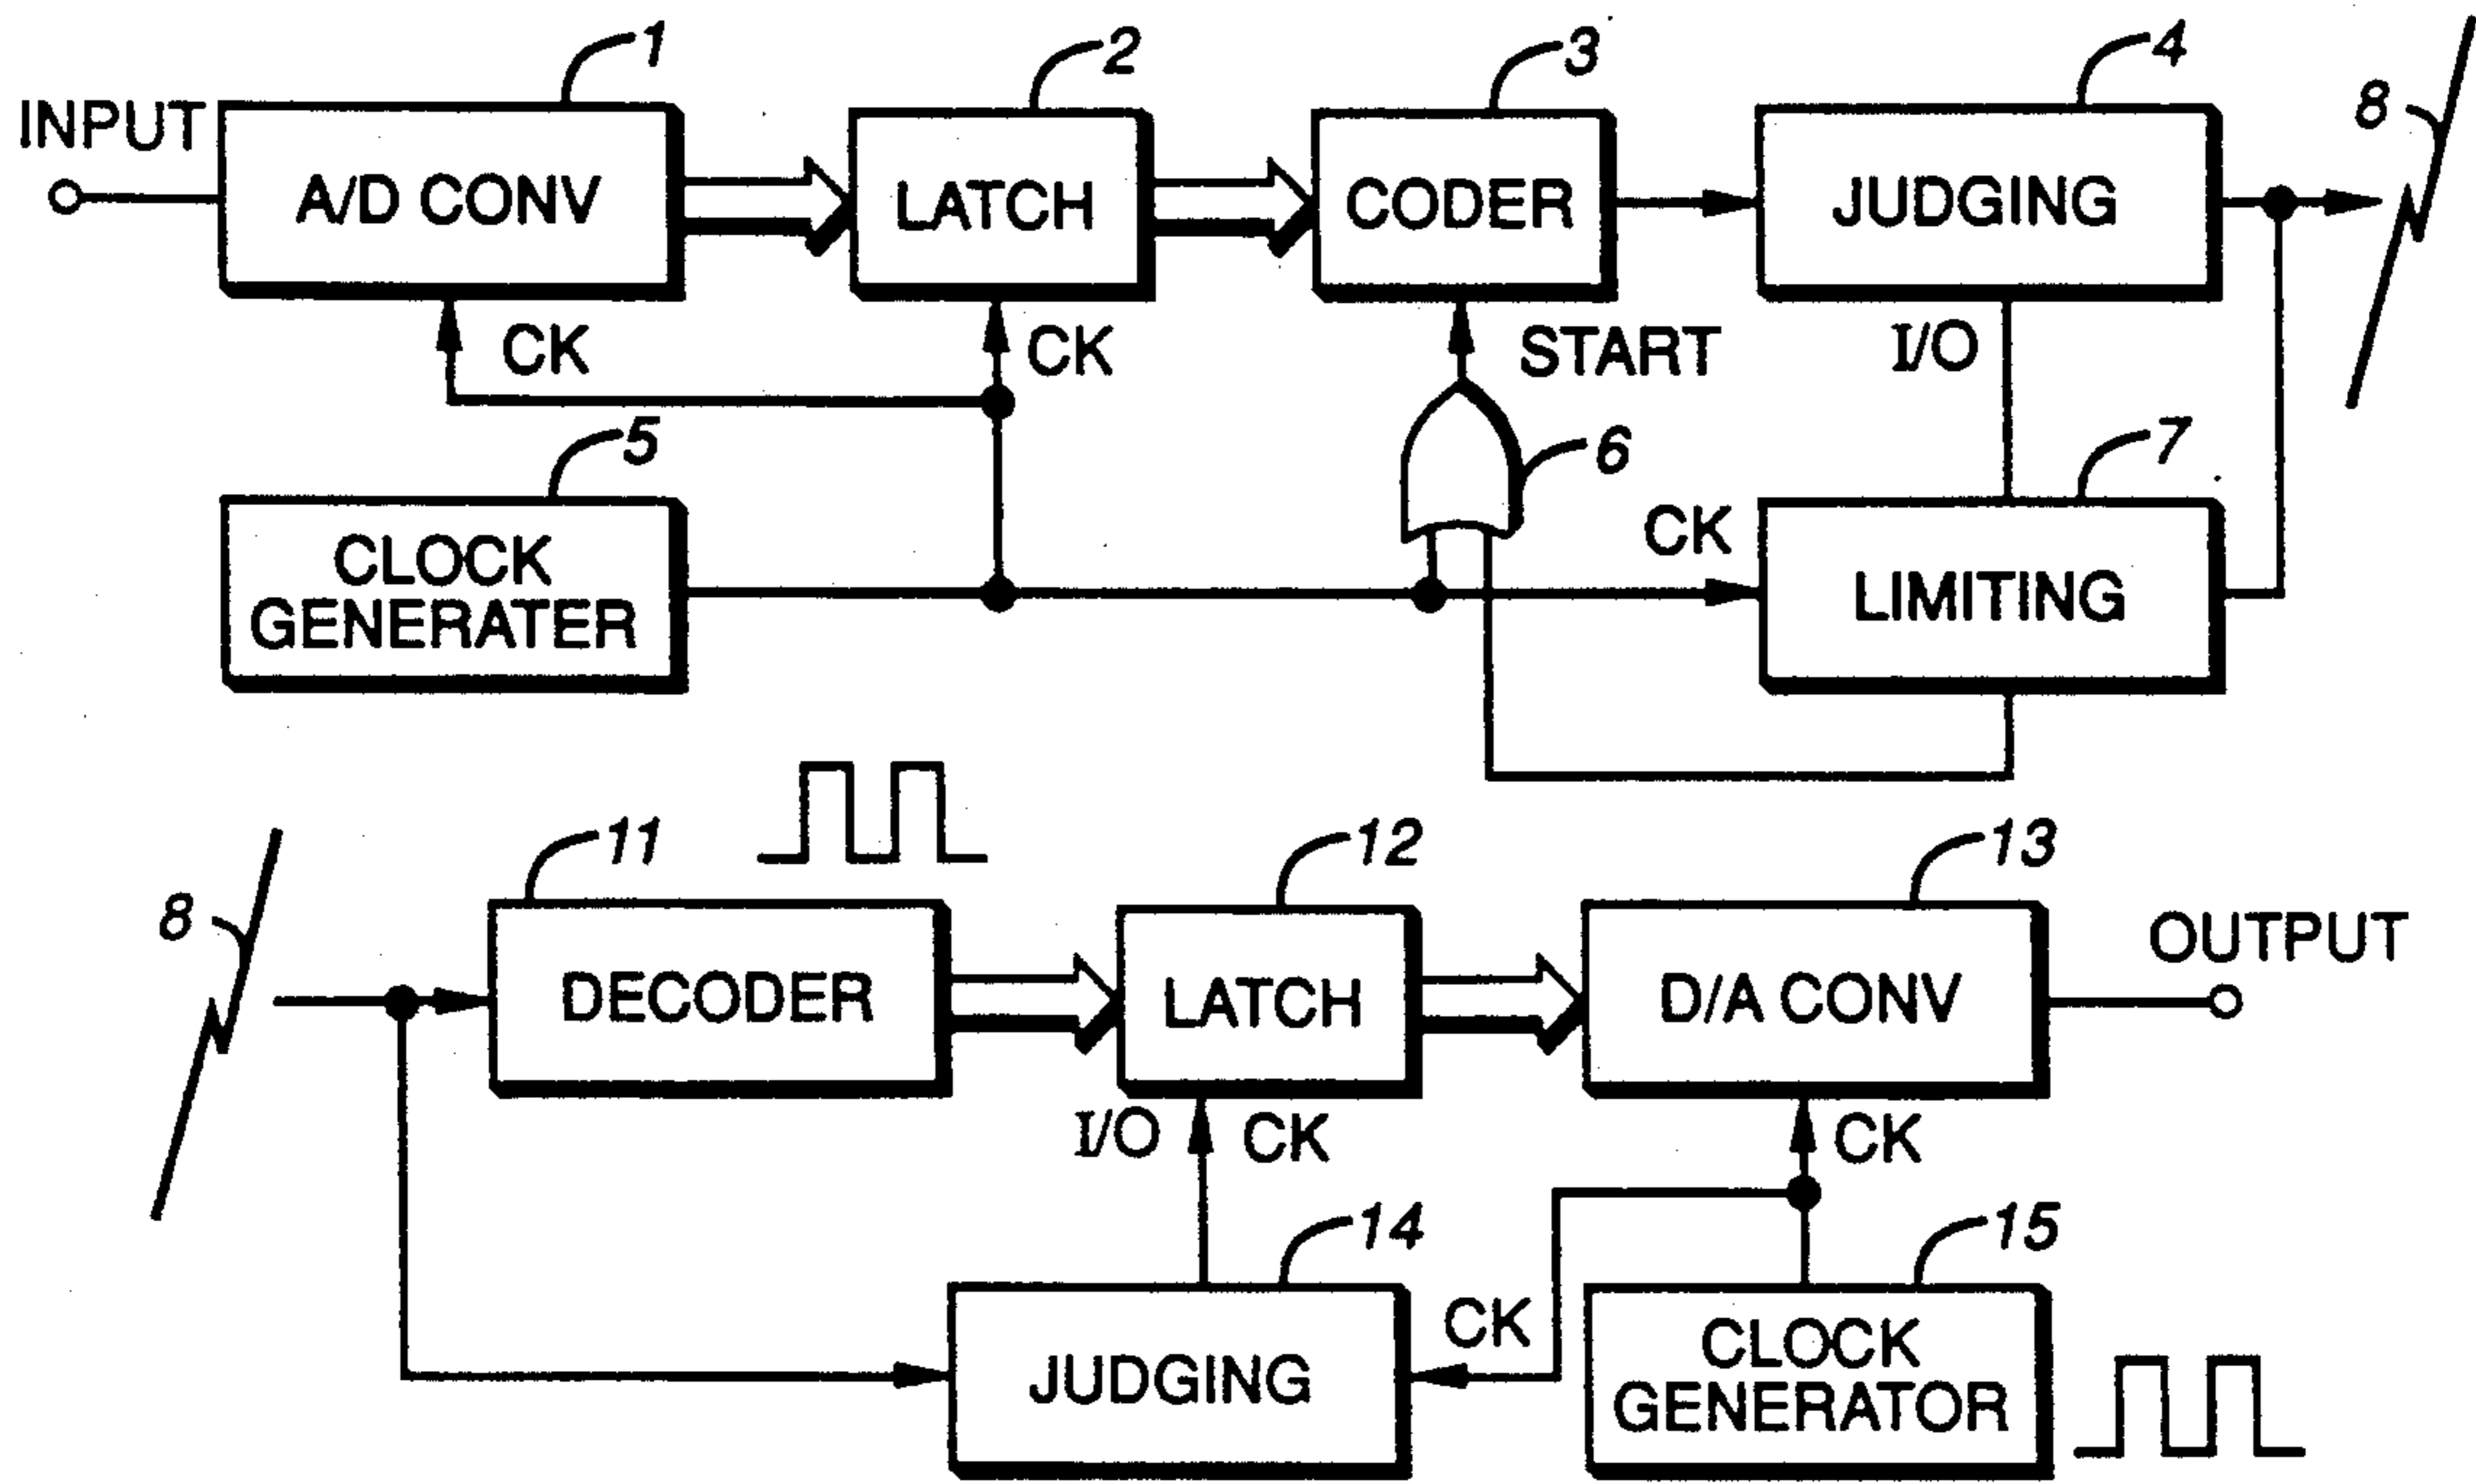 1
2
3
4
8
INPUT
A/D CONV
LATCH
CODER
JUDGING
CK
CK
START
I/O
5
6
7
CK
CLOCK
GENERATER
LIMITING
11
12
13
8
OUTPUT
DECODER
LATCH
D/A CONV
I/O
CK
CK
14
15
CK
JUDGING
CLOCK
GENERATOR